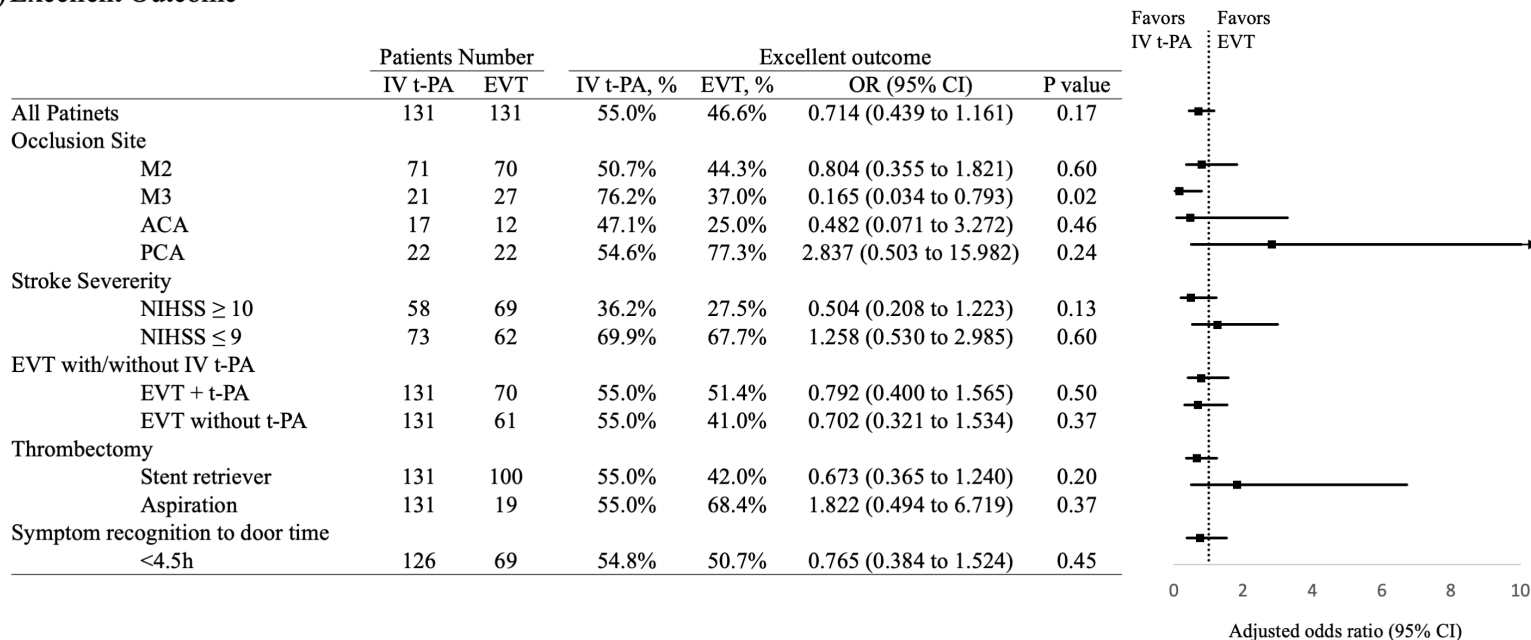 Excellent Outcome
Favors Favors
IV t-PA EVT
Patients Number Excellent outcome
IV t-PA EVT IV t-PA, % EVT, % OR (95% CI) P value
All Patinets 131 131 55.0% 46.6% 0.714 (0.439 to 1.161) 0.17
Occlusion Site
M2 71 70 50.7% 44.3% 0.804 (0.355 to 1.821) 0.60
M3 21 27 76.2% 37.0% 0.165 (0.034 to 0.793) 0.02
ACA 17 12 47.1% 25.0% 0.482 (0.071 to 3.272) 0.46
PCA 22 22 54.6% 77.3% 2.837 (0.503 to 15.982) 0.24
Stroke Severerity
NIHSS ≥ 10 58 69 36.2% 27.5% 0.504 (0.208 to 1.223) 0.13
NIHSS ≤ 9 73 62 69.9% 67.7% 1.258 (0.530 to 2.985) 0.60
EVT with/without IV t-PA
EVT + t-PA 131 70 55.0% 51.4% 0.792 (0.400 to 1.565) 0.50
EVT without t-PA 131 61 55.0% 41.0% 0.702 (0.321 to 1.534) 0.37
Thrombectomy
Stent retriever 131 100 55.0% 42.0% 0.673 (0.365 to 1.240) 0.20
Aspiration 131 19 55.0% 68.4% 1.822 (0.494 to 6.719) 0.37
Symptom recognition to door time
<4.5h 126 69 54.8% 50.7% 0.765 (0.384 to 1.524) 0.45
0 2 4 6 8 10
Adjusted odds ratio (95% CI)